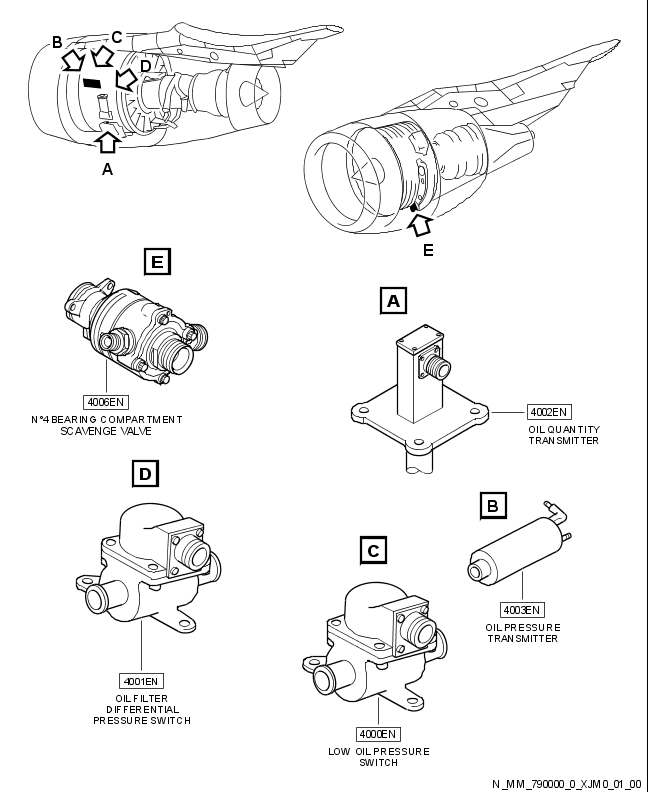 B
C
D
A
E
E
A
4006EN
N°4 BEARING COMPARTMENT
SCAVENGE VALVE
4002EN
OIL QUANTITY
TRANSMITTER
D
B
C
4003EN
OIL PRESSURE
TRANSMITTER
4001EN
OIL FILTER
DIFFERENTIAL
PRESSURE SWITCH
4000EN
LOW OIL PRESSURE
SWITCH
N_MM_790000_0_XJM0_01_00